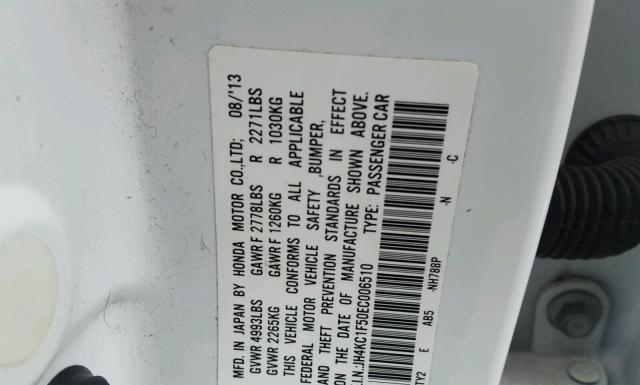 MFD. IN JAPAN BY HONDA MOTOR CO.,LTD; 08/'13
GVWR 4993LBS GAWR F 2778LBS R 2271LBS
GVWR 2265KG GAWR F 1260KG R 1030KG
THIS VEHICLE CONFORMS TO ALL APPLICABLE
FEDERAL MOTOR VEHICLE SAFETY ,BUMPER,
AND THEFT PREVENTION STANDARDS IN EFFECT
ON THE DATE OF MANUFACTURE SHOWN ABOVE.
V.I.N.:JH4KC1F50EC006510 TYPE: PASSENGER CAR
TY2 E AB5 -NH788P -N -C